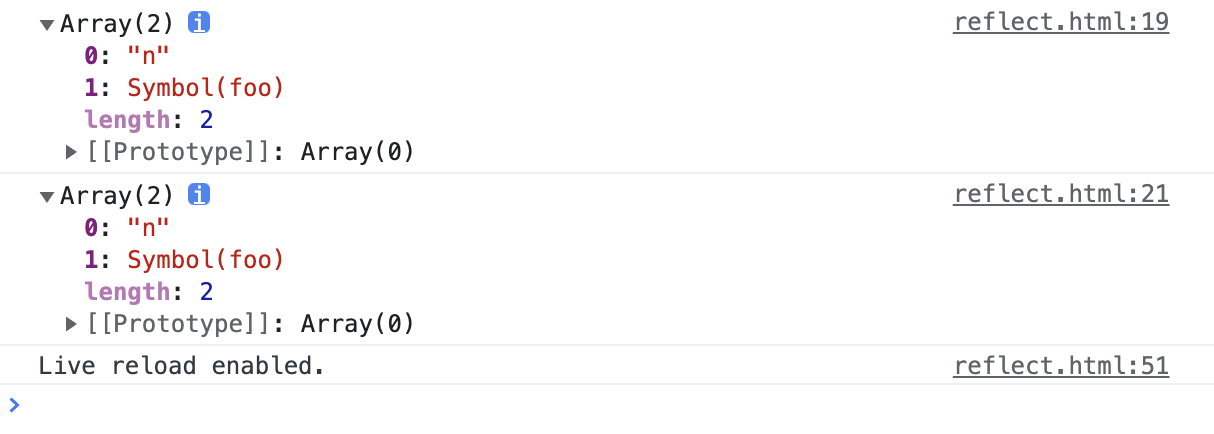 ▼Array(2) i reflect.html:19
0: "n"
1: Symbol(foo)
length: 2
▶[[Prototype]]: Array(0)
▼Array(2) i reflect.html:21
0: "n"
1: Symbol(foo)
length: 2
▶[[Prototype]]: Array(0)
Live reload enabled. reflect.html:51
>